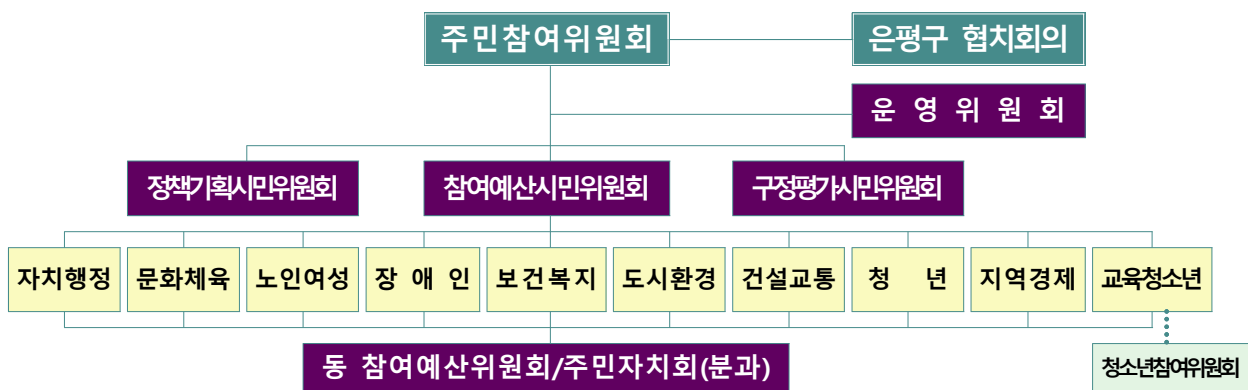 주민참여위원회
은평구 협치회의
운 영 위 원 회
정책기획시민위원회
참여예산시민위원회
구정평가시민위원회
자치행정
문화체육
노인여성
장 애 인
보건복지
도시환경
건설교통
청 년
지역경제
교육청소년
동 참여예산위원회/주민자치회(분과)
청소년참여위원회